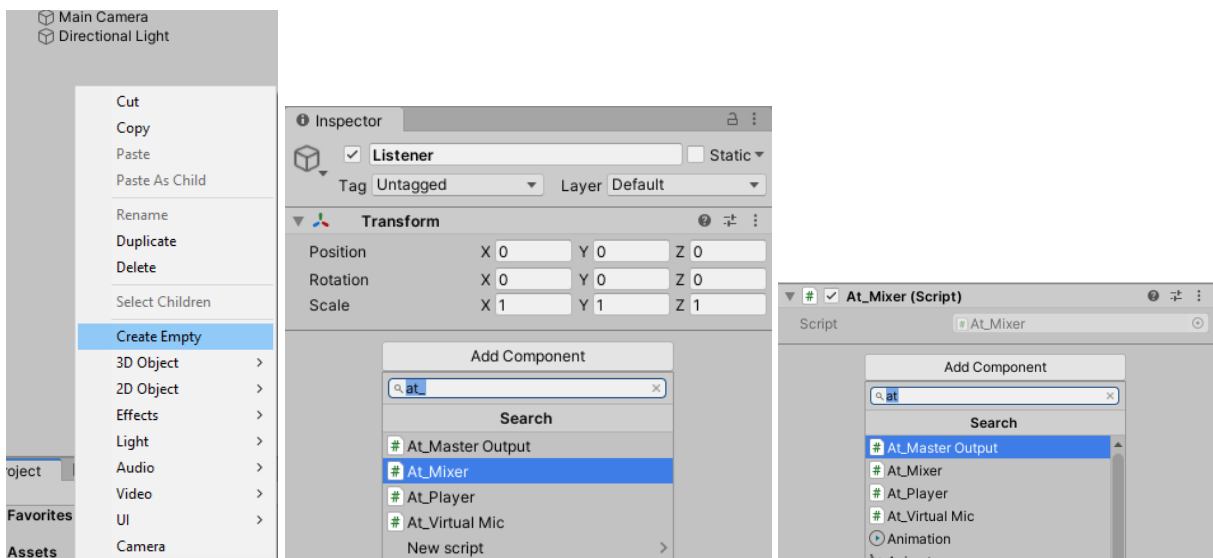 Main Camera
Directional Light
Cut
Copy
Paste
Paste As Child
Rename
Duplicate
Delete
Select Children
Create Empty
3D Object
2D Object
Effects
Light
Audio
Video
UI
Camera
oject
Favorites
Assets
Inspector
Listener
Static
Tag Untagged Layer Default
Transform
Position X 0 Y 0 Z 0
Rotation X 0 Y 0 Z 0
Scale X 1 Y 1 Z 1
Add Component
at_
Search
# At_Master Output
# At_Mixer
# At_Player
# At_Virtual Mic
New script
# At_Mixer (Script)
Script # At_Mixer
Add Component
at
Search
# At_Master Output
# At_Mixer
# At_Player
# At_Virtual Mic
Animation